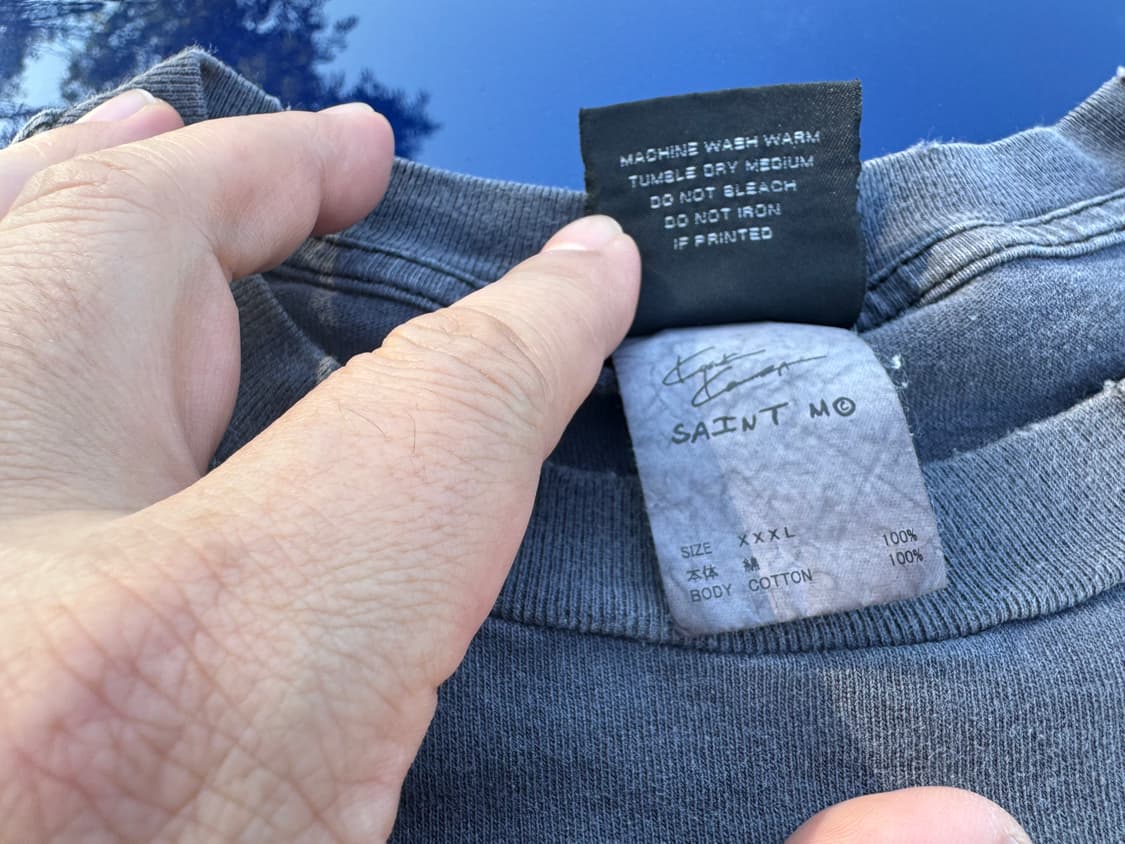 MACHINE WASH WARM
TUMBLE DRY MEDIUM
DO NOT BLEACH
DO NOT IRON
IF PRINTED
SAINT M©
SIZE XXXL
本体 綿 100%
BODY COTTON 100%